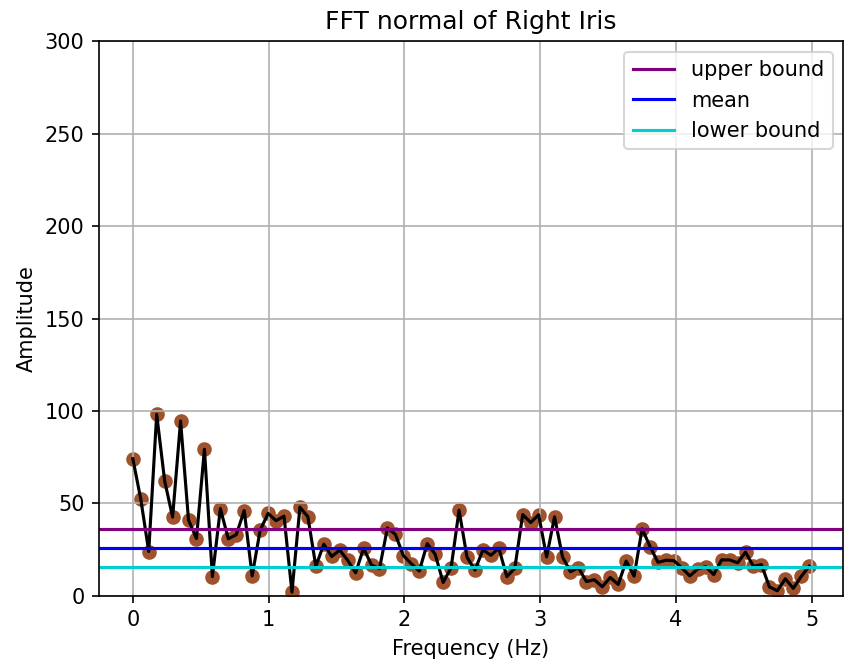 FFT normal of Right Iris
300
250
200
150
100
50
0
Amplitude
upper bound
mean
lower bound
0 1 2 3 4 5
Frequency (Hz)